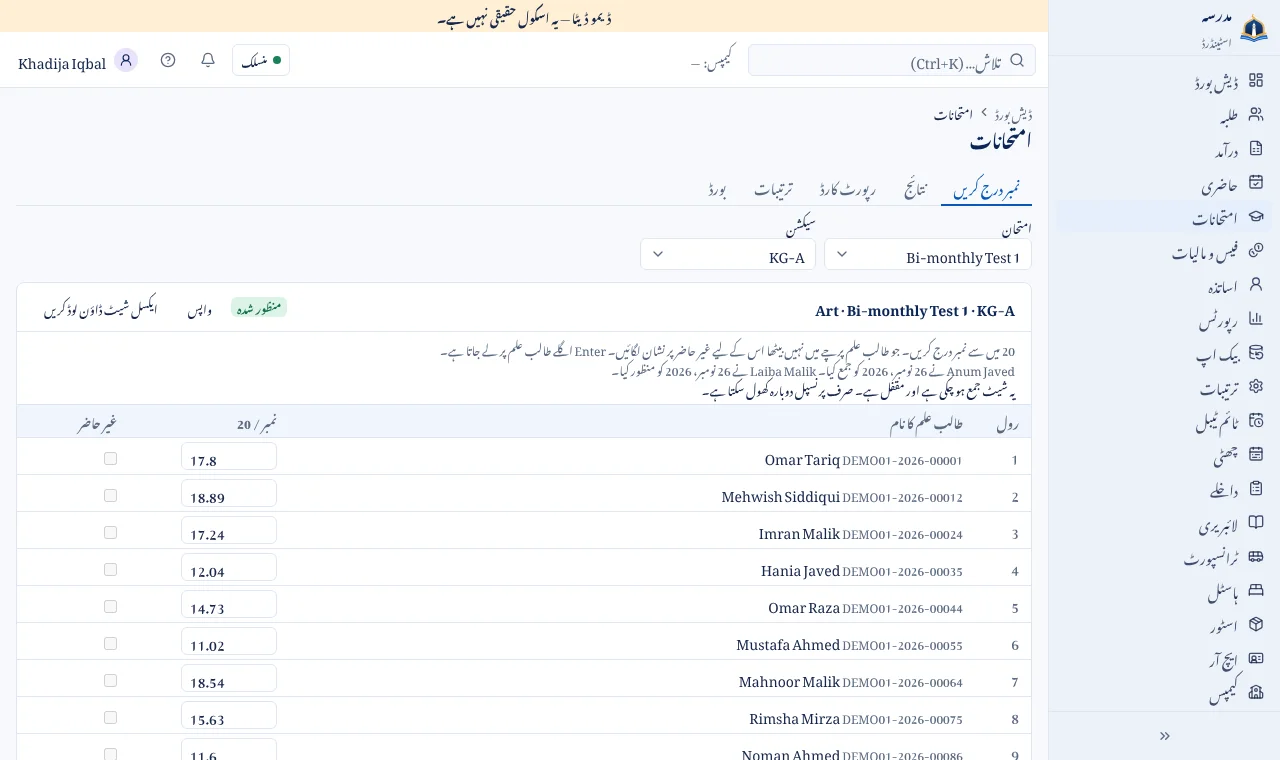 ڈیمو ڈیٹا — یہ اسکول حقیقی نہیں ہے۔
مدرسہ
اسٹینڈرڈ
تلاش... (Ctrl+K)
کیمپس: —
منسلک
Khadija Iqbal
ڈیش بورڈ
طلبہ
درآمد
حاضری
امتحانات
فیس و مالیات
اساتذہ
رپورٹس
بیک اپ
ترتیبات
ٹائم ٹیبل
چھٹی
داخلے
لائبریری
ٹرانسپورٹ
ہاسٹل
اسٹور
ایچ آر
کیمپس
ڈیش بورڈ › امتحانات
امتحانات
نمبر درج کریں
نتائج
رپورٹ کارڈ
ترتیبات
بورڈ
امتحان
سیکشن
Bi-monthly Test 1
KG-A
Art · Bi-monthly Test 1 · KG-A
منظور شدہ
واپس
ایکسل شیٹ ڈاؤن لوڈ کریں
20 میں سے نمبر درج کریں۔ جو طالب علم پرچے میں نہیں بیٹھا اس کے لیے غیر حاضر پر نشان لگائیں۔ Enter اگلے طالب علم پر لے جاتا ہے۔
Anum Javed نے 26 نومبر، 2026 کو جمع کیا۔ Laiba Malik نے 26 نومبر، 2026 کو منظور کیا۔
یہ شیٹ جمع ہو چکی ہے اور مقفل ہے۔ صرف پرنسپل دوبارہ کھول سکتا ہے۔
رول طالب علم کا نام نمبر / 20 غیر حاضر
1 Omar Tariq DEMO01-2026-00001 17.8
2 Mehwish Siddiqui DEMO01-2026-00012 18.89
3 Imran Malik DEMO01-2026-00024 17.24
4 Hania Javed DEMO01-2026-00035 12.04
5 Omar Raza DEMO01-2026-00044 14.73
6 Mustafa Ahmed DEMO01-2026-00055 11.02
7 Mahnoor Malik DEMO01-2026-00064 18.54
8 Rimsha Mirza DEMO01-2026-00075 15.63
9 Noman Ahmed DEMO01-2026-00086 11.6